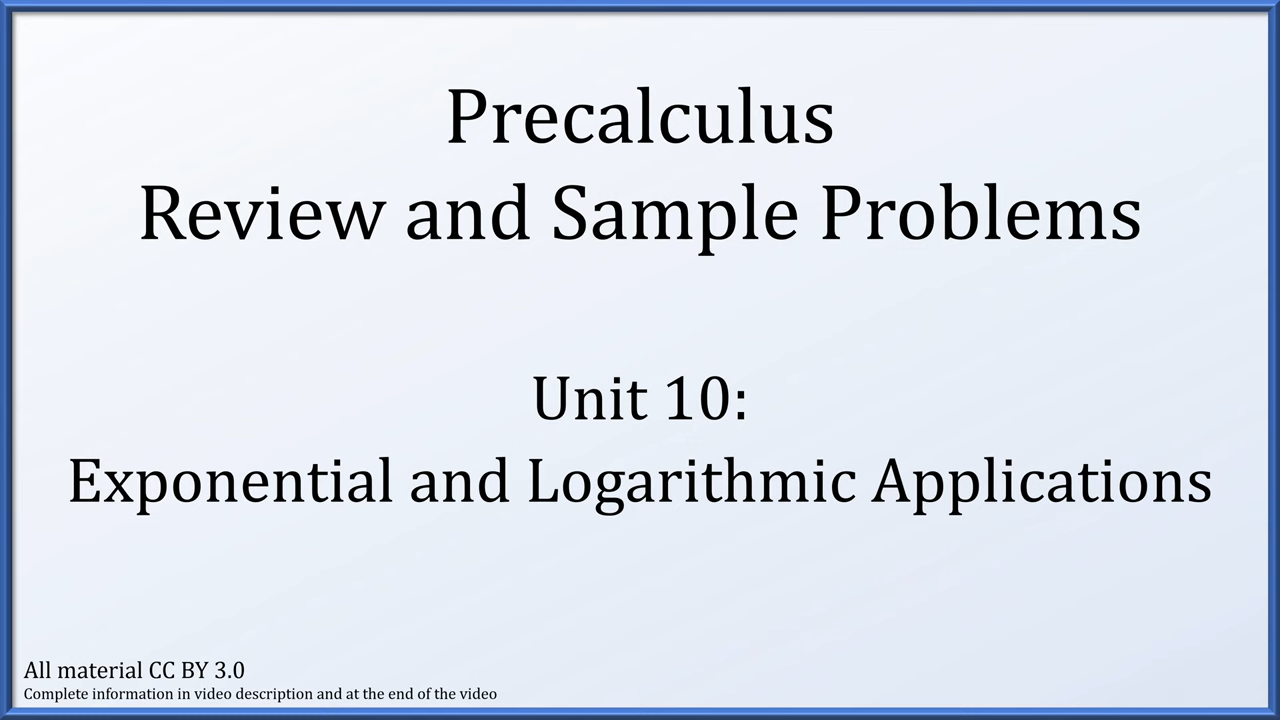 Precalculus
Review and Sample Problems
Unit 10:
Exponential and Logarithmic Applications
All material CC BY 3.0
Complete information in video description and at the end of the video